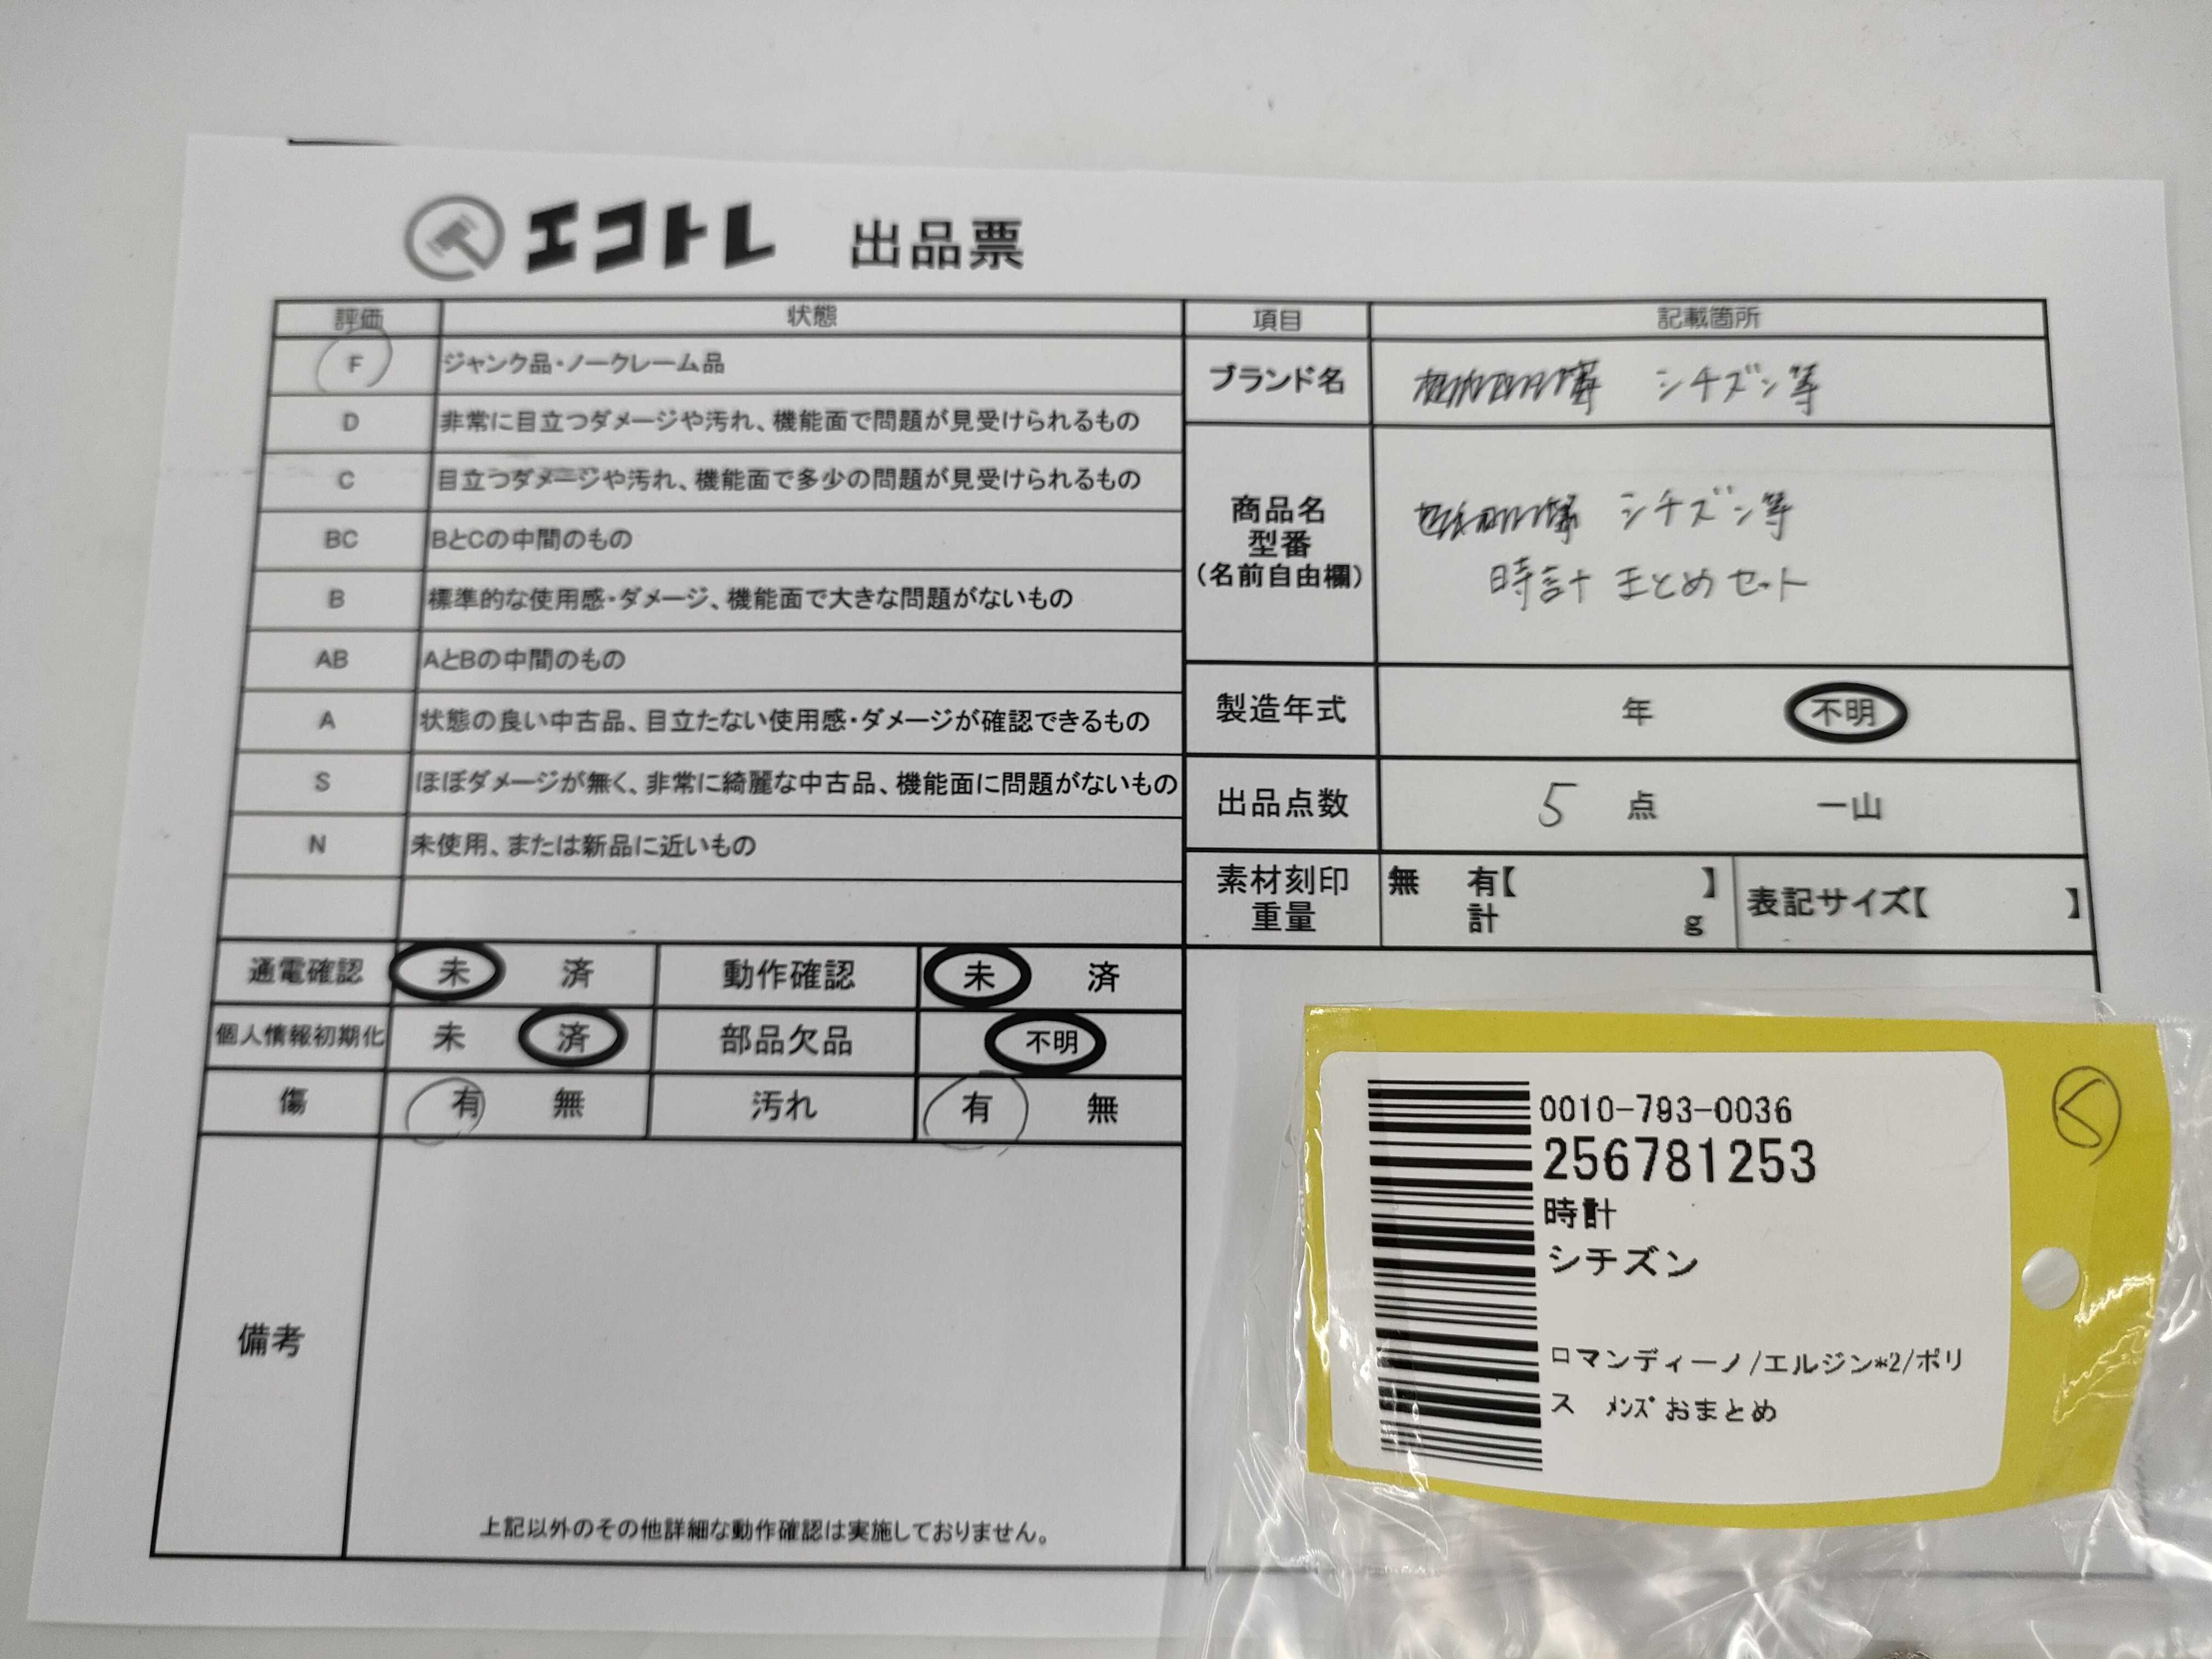 エコトレ 出品票
評価 状態 項目 記載箇所
F ジャンク品・ノークレーム品
D 非常に目立つダメージや汚れ、機能面で問題が見受けられるもの
C 目立つダメージや汚れ、機能面で多少の問題が見受けられるもの
BC BとCの中間のもの
B 標準的な使用感・ダメージ、機能面で大きな問題がないもの
AB AとBの中間のもの
A 状態の良い中古品、目立たない使用感・ダメージが確認できるもの
S ほぼダメージが無く、非常に綺麗な中古品、機能面に問題がないもの
N 未使用、または新品に近いもの
ブランド名 シチズン等
商品名
型番
(名前自由欄)
シチズン等
時計 まとめセット
製造年式 年 不明
出品点数 5 点 一山
素材刻印
重量
無 有【 】
計 g
表記サイズ【 】
通電確認 未 済 動作確認 未 済
個人情報初期化 未 済 部品欠品 不明
傷 有 無 汚れ 有 無
備考
上記以外のその他詳細な動作確認は実施しておりません。
0010-793-0036
256781253
時計
シチズン
ロマンディーノ/エルジン*2/ポリ
ス ﾒﾝｽﾞおまとめ
く